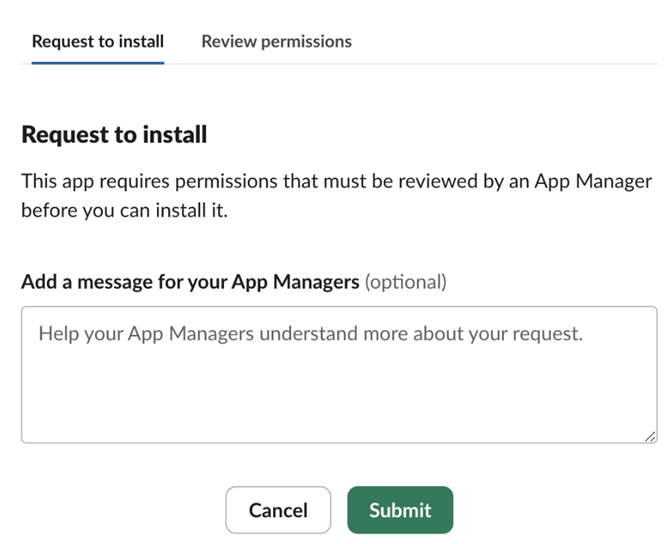 Request to install
Review permissions
Request to install
This app requires permissions that must be reviewed by an App Manager
before you can install it.
Add a message for your App Managers (optional)
Help your App Managers understand more about your request.
Cancel
Submit